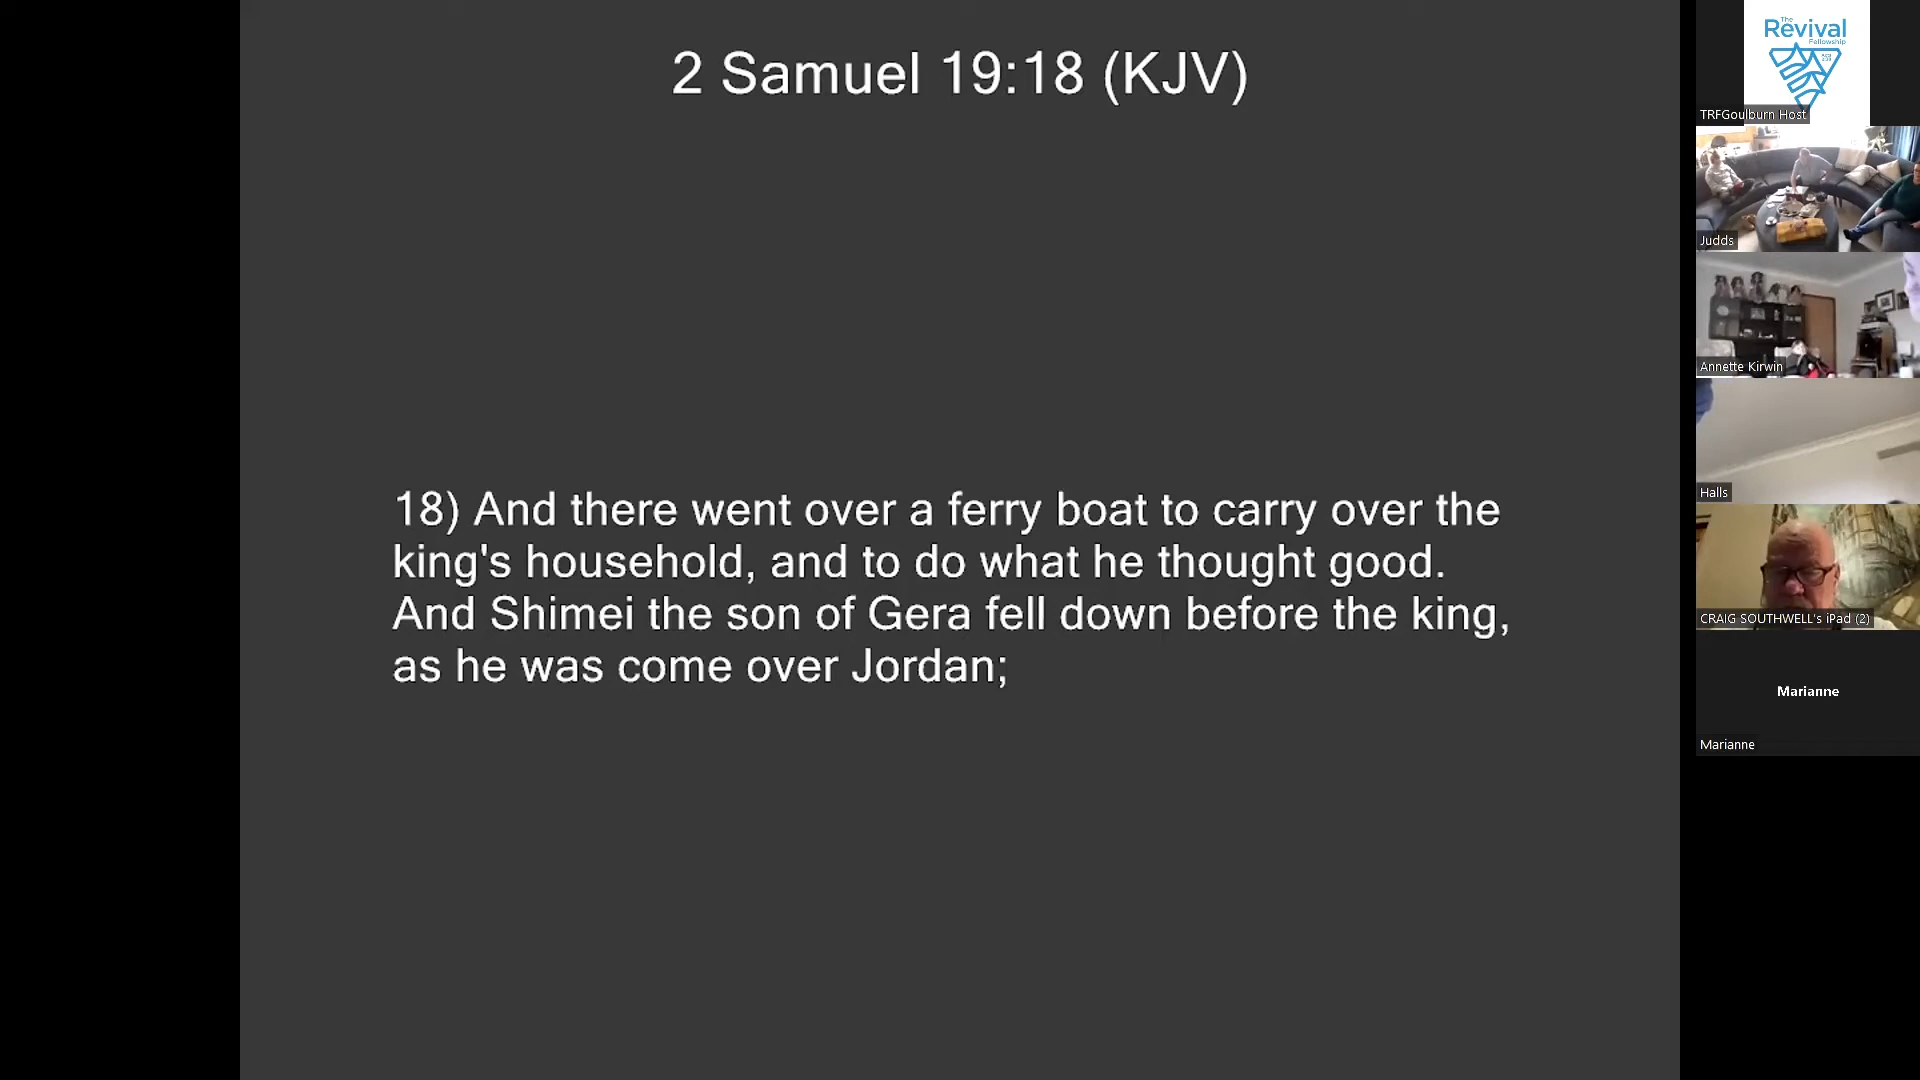 2 Samuel 19:18 (KJV)
18) And there went over a ferry boat to carry over the
king's household, and to do what he thought good.
And Shimei the son of Gera fell down before the king,
as he was come over Jordan;
The
Revival
Fellowship
TRFGoulburn Host
Judds
Annette Kirwin
Halls
CRAIG SOUTHWELL's iPad (2)
Marianne
Marianne